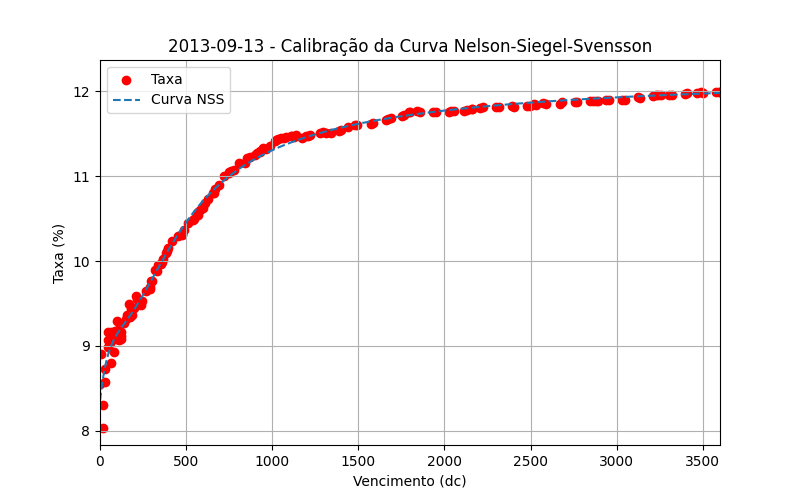 2013-09-13 - Calibração da Curva Nelson-Siegel-Svensson
Taxa
Curva NSS
Taxa (%)
12
11
10
9
8
0 500 1000 1500 2000 2500 3000 3500
Vencimento (dc)